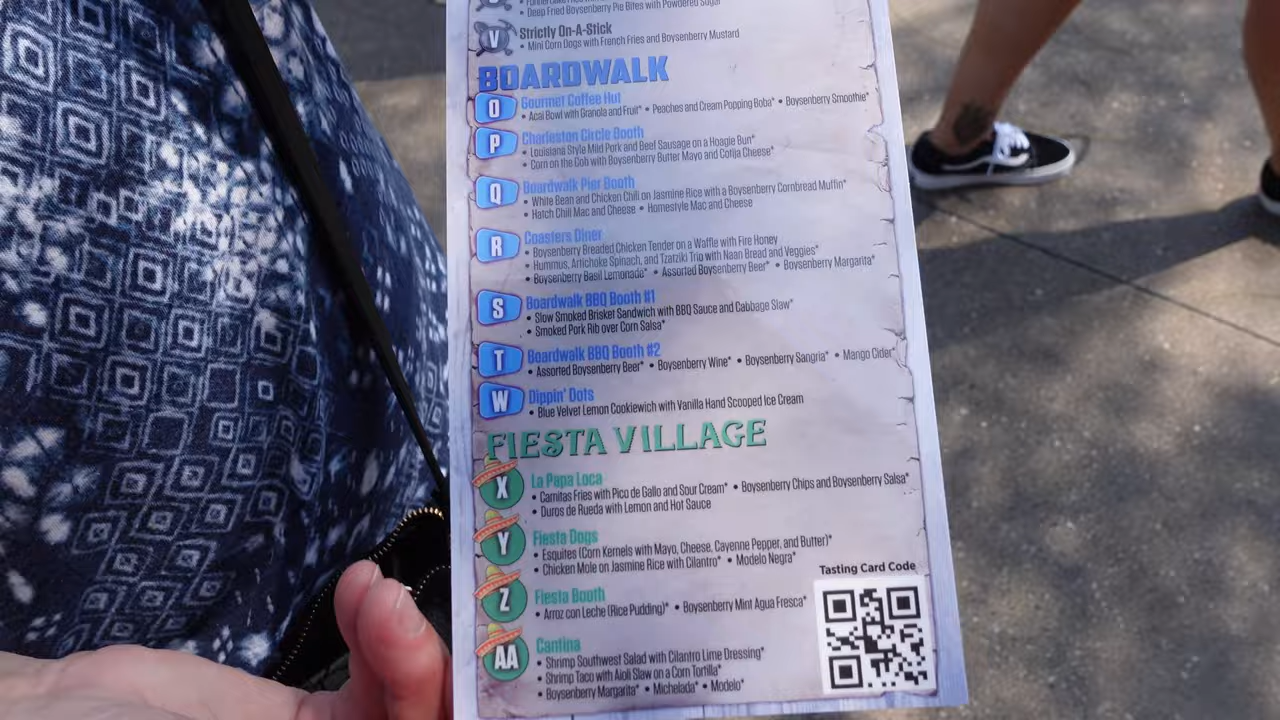 • Deep Fried Boysenberry Pie Bites with Powdered Sugar
V Strictly On-A-Stick
• Mini Corn Dogs with French Fries and Boysenberry Mustard
BOARDWALK
O Gourmet Coffee Hut
• Acai Bowl with Granola and Fruit* • Peaches and Cream Popping Boba* • Boysenberry Smoothie*
P Charleston Circle Booth
• Louisiana Style Mild Pork and Beef Sausage on a Hoagie Bun*
• Corn on the Cob with Boysenberry Butter Mayo and Cotija Cheese*
Q Boardwalk Pier Booth
• White Bean and Chicken Chili on Jasmine Rice with a Boysenberry Cornbread Muffin*
• Hatch Chili Mac and Cheese • Homestyle Mac and Cheese
R Coasters Diner
• Boysenberry Breaded Chicken Tender on a Waffle with Fire Honey
• Hummus, Artichoke Spinach, and Tzatziki Trio with Naan Bread and Veggies*
• Boysenberry Basil Lemonade* • Assorted Boysenberry Beer* • Boysenberry Margarita*
S Boardwalk BBQ Booth #1
• Slow Smoked Brisket Sandwich with BBQ Sauce and Cabbage Slaw*
• Smoked Pork Rib over Corn Salsa*
T Boardwalk BBQ Booth #2
• Assorted Boysenberry Beer* • Boysenberry Wine* • Boysenberry Sangria* • Mango Cider*
W Dippin' Dots
• Blue Velvet Lemon Cookiewich with Vanilla Hand Scooped Ice Cream
FIESTA VILLAGE
X La Papa Loca
• Carnitas Fries with Pico de Gallo and Sour Cream* • Boysenberry Chips and Boysenberry Salsa*
• Duros de Rueda with Lemon and Hot Sauce
Y Fiesta Dogs
• Esquites (Corn Kernels with Mayo, Cheese, Cayenne Pepper, and Butter)*
• Chicken Mole on Jasmine Rice with Cilantro* • Modelo Negra*
Z Fiesta Booth
• Arroz con Leche (Rice Pudding)* • Boysenberry Mint Agua Fresca*
AA Cantina
• Shrimp Southwest Salad with Cilantro Lime Dressing*
• Shrimp Taco with Aioli Slaw on a Corn Tortilla*
• Boysenberry Margarita* • Michelada* • Modelo*
Tasting Card Code